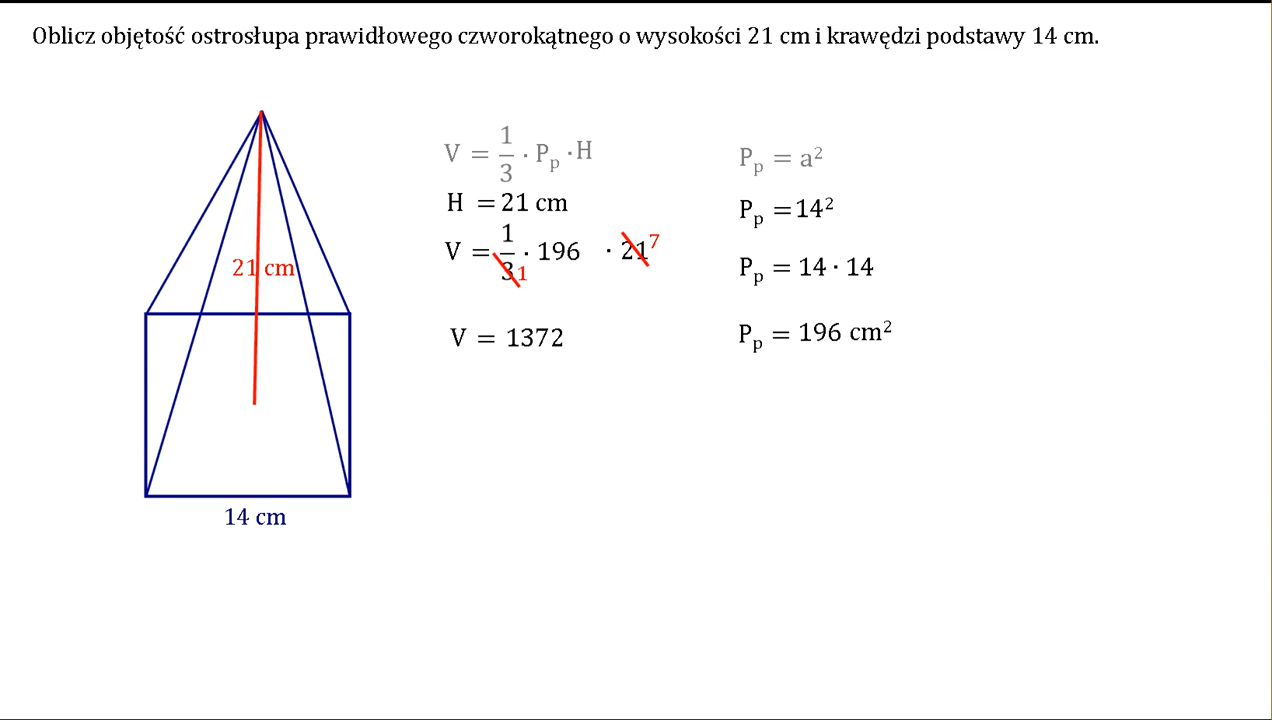 Oblicz objętość ostrosłupa prawidłowego czworokątnego o wysokości 21 cm i krawędzi podstawy 14 cm.
21 cm
14 cm
V = 1/3 · Pₚ · H
H = 21 cm
V = 1/3 1 · 196 · 21 7
V = 1372
Pₚ = a²
Pₚ = 14²
Pₚ = 14 · 14
Pₚ = 196 cm²